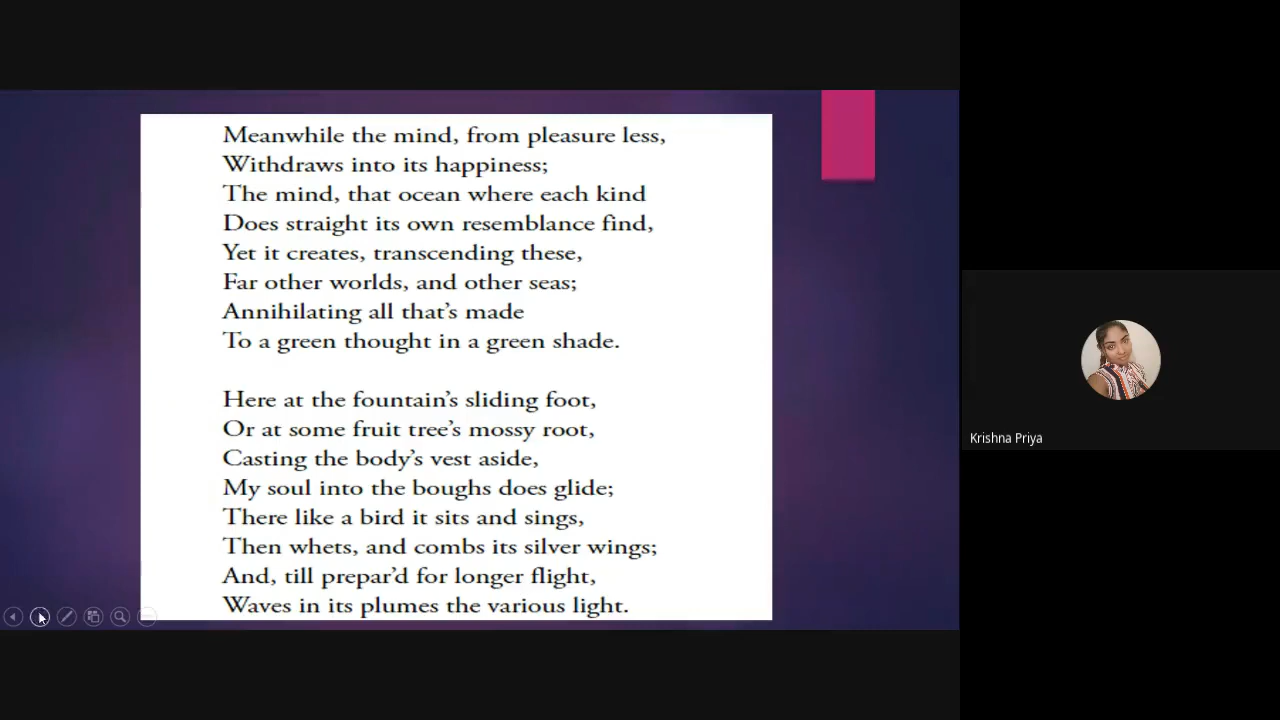 Meanwhile the mind, from pleasure less,
Withdraws into its happiness;
The mind, that ocean where each kind
Does straight its own resemblance find,
Yet it creates, transcending these,
Far other worlds, and other seas;
Annihilating all that’s made
To a green thought in a green shade.

Here at the fountain’s sliding foot,
Or at some fruit tree’s mossy root,
Casting the body’s vest aside,
My soul into the boughs does glide;
There like a bird it sits and sings,
Then whets, and combs its silver wings;
And, till prepar’d for longer flight,
Waves in its plumes the various light.
Krishna Priya